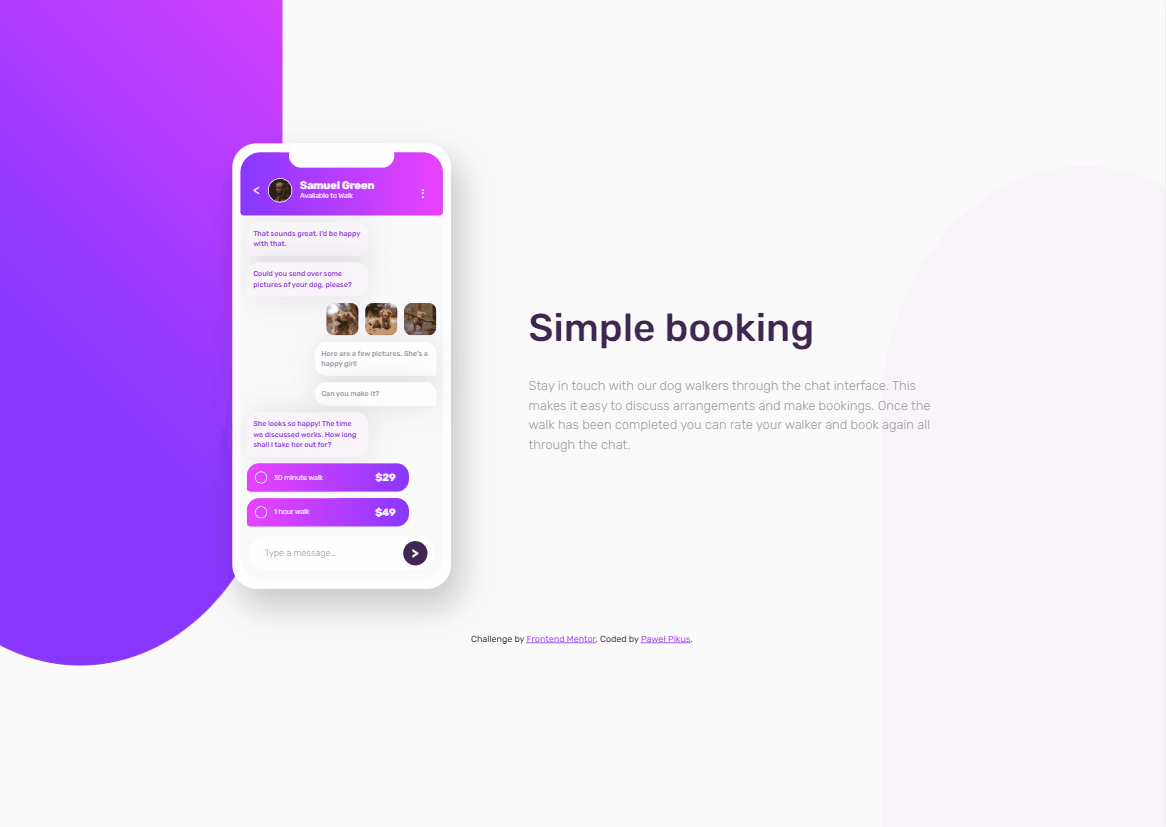 <
Samuel Green
Available to Walk
That sounds great. I'd be happy
with that.
Could you send over some
pictures of your dog, please?
Here are a few pictures. She's a
happy girl!
Can you make it?
She looks so happy! The time
we discussed works. How long
shall I take her out for?
30 minute walk $29
1 hour walk $49
Type a message…
>
Simple booking
Stay in touch with our dog walkers through the chat interface. This
makes it easy to discuss arrangements and make bookings. Once the
walk has been completed you can rate your walker and book again all
through the chat.
Challenge by Frontend Mentor. Coded by Paweł Pikus.